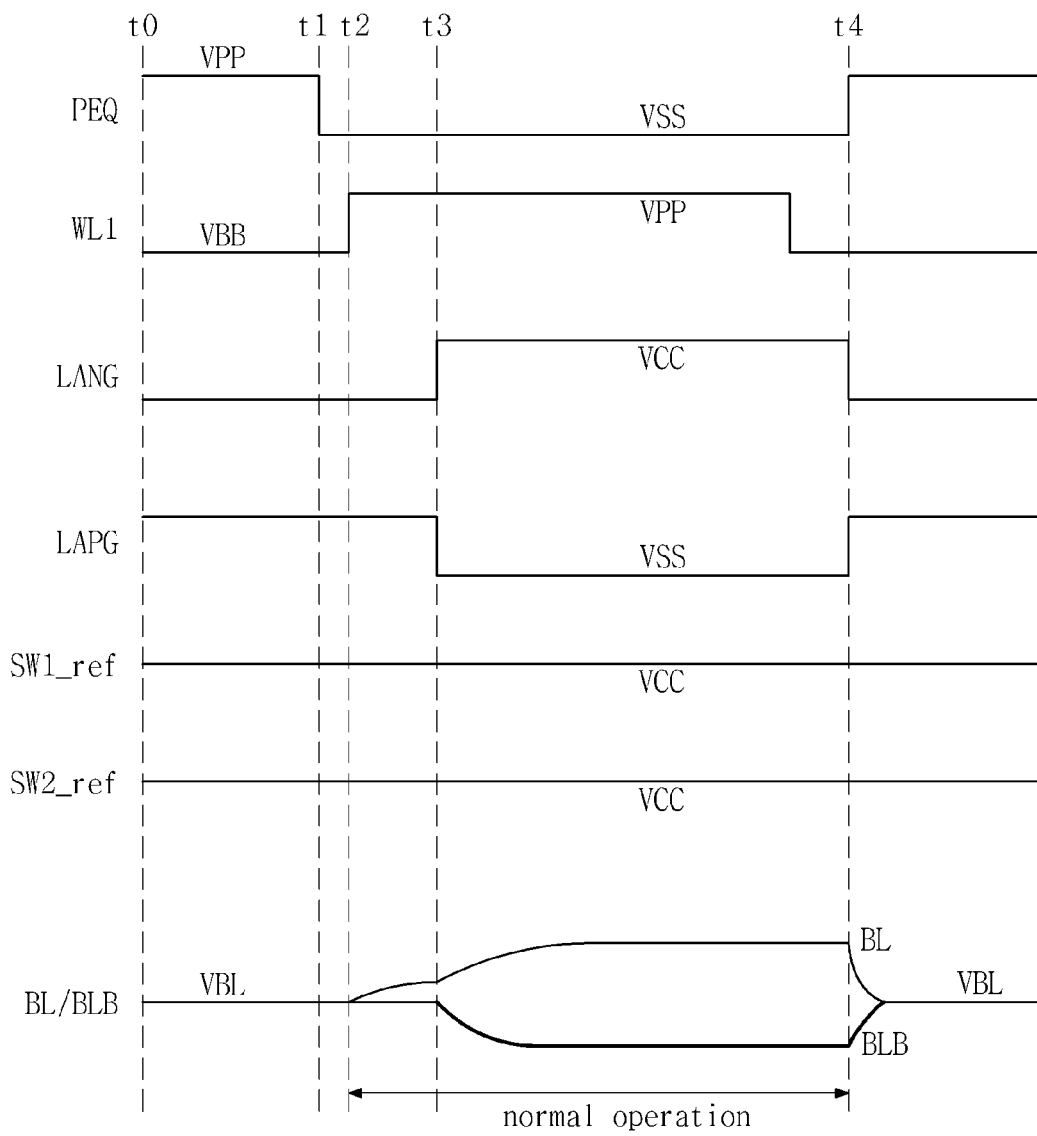 t0 t1 t2 t3 t4
VPP
PEQ
VSS
WL1
VBB
VPP
LANG
VCC
LAPG
VSS
SW1_ref
VCC
SW2_ref
VCC
BL
BL/BLB
VBL
VBL
BLB
normal operation